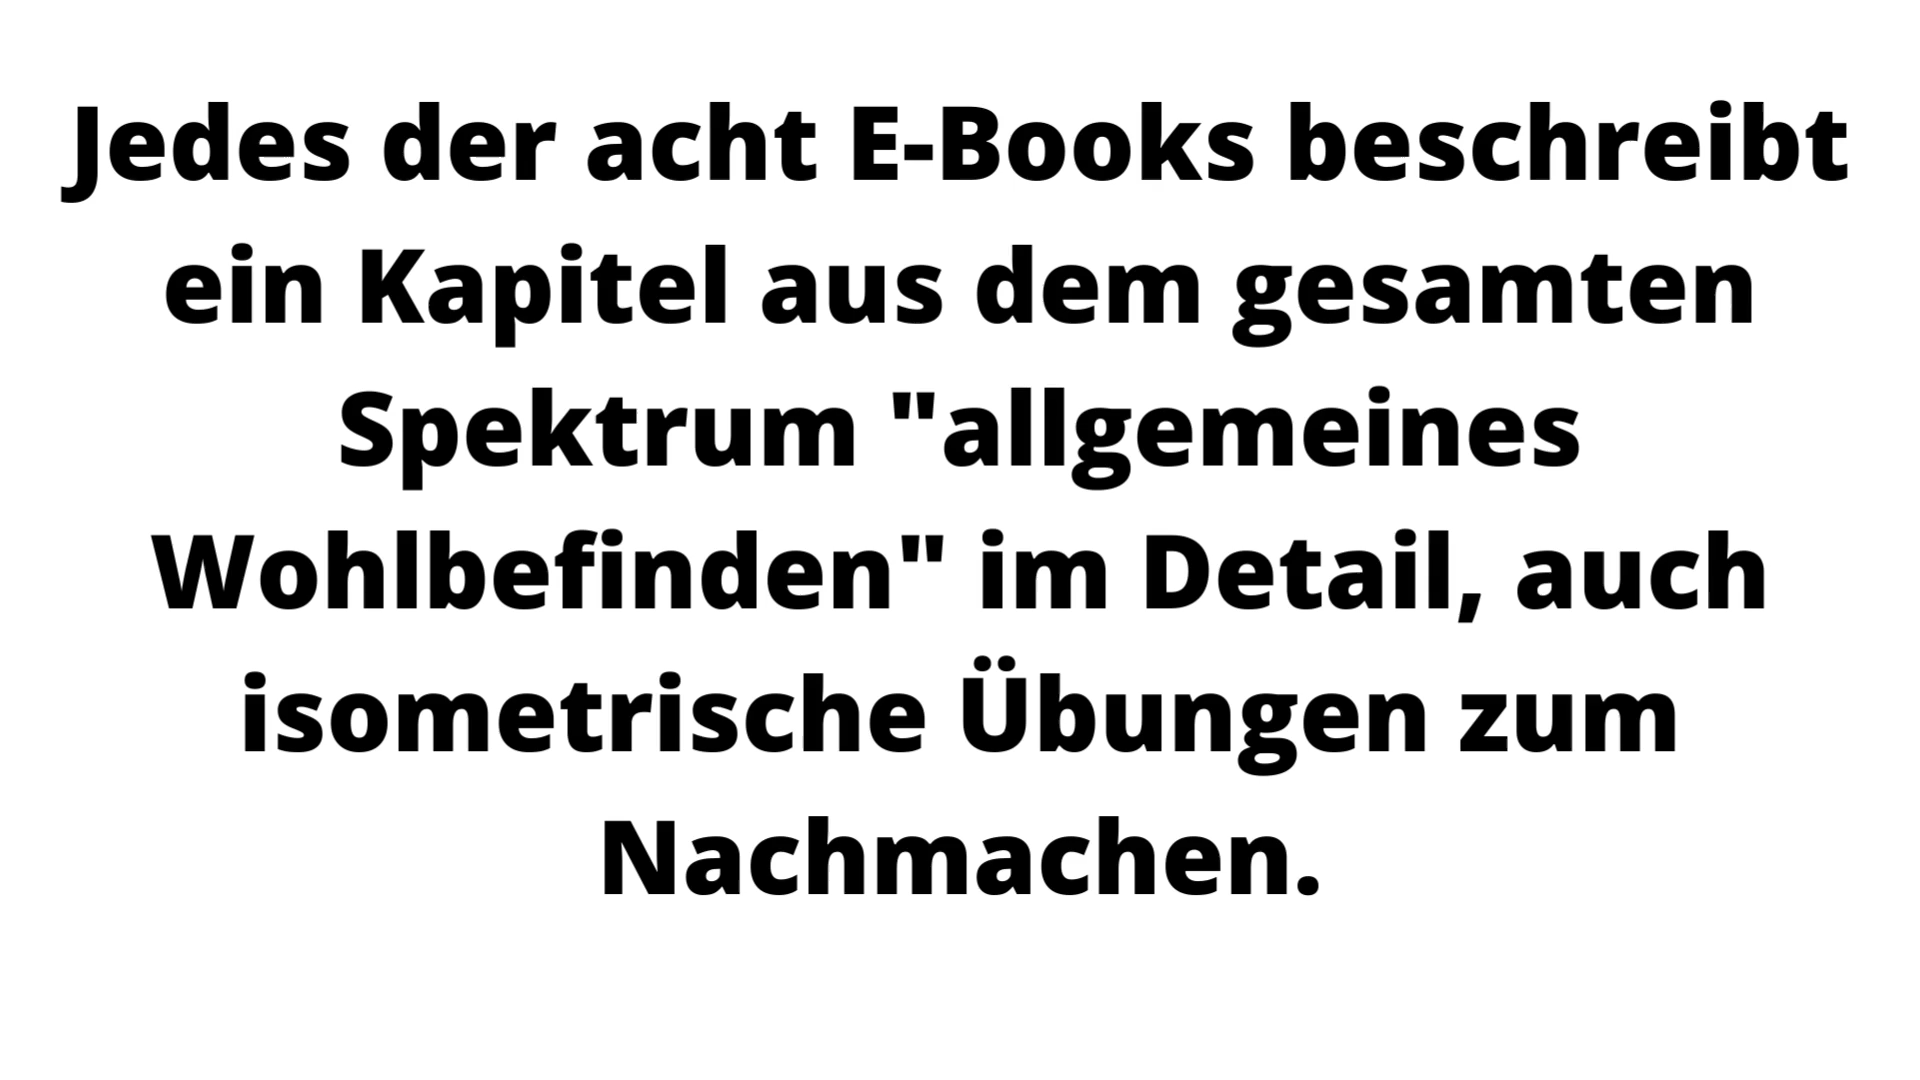 Jedes der acht E-Books beschreibt
ein Kapitel aus dem gesamten
Spektrum "allgemeines
Wohlbefinden" im Detail, auch
isometrische Übungen zum
Nachmachen.